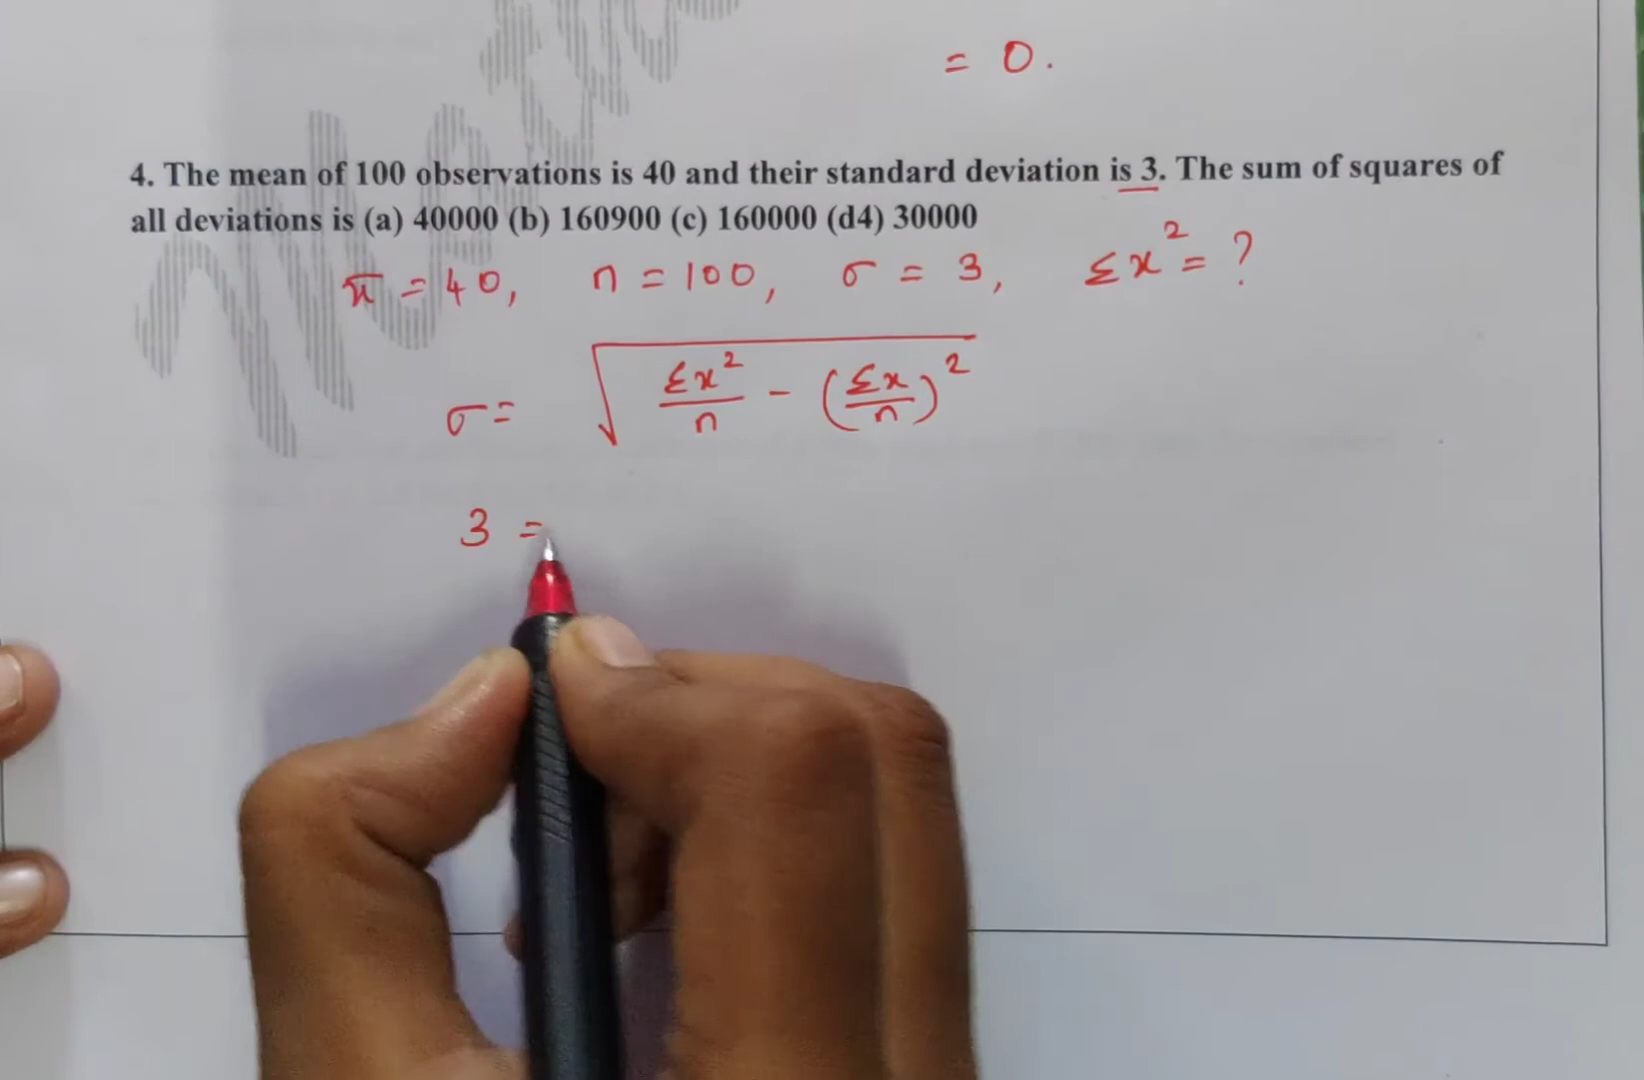 = 0.
4. The mean of 100 observations is 40 and their standard deviation is 3. The sum of squares of
all deviations is (a) 40000 (b) 160900 (c) 160000 (d4) 30000
x̅ = 40, n = 100, σ = 3, Σx² = ?
σ = √(Σx²/n - (Σx/n)²)
3 =